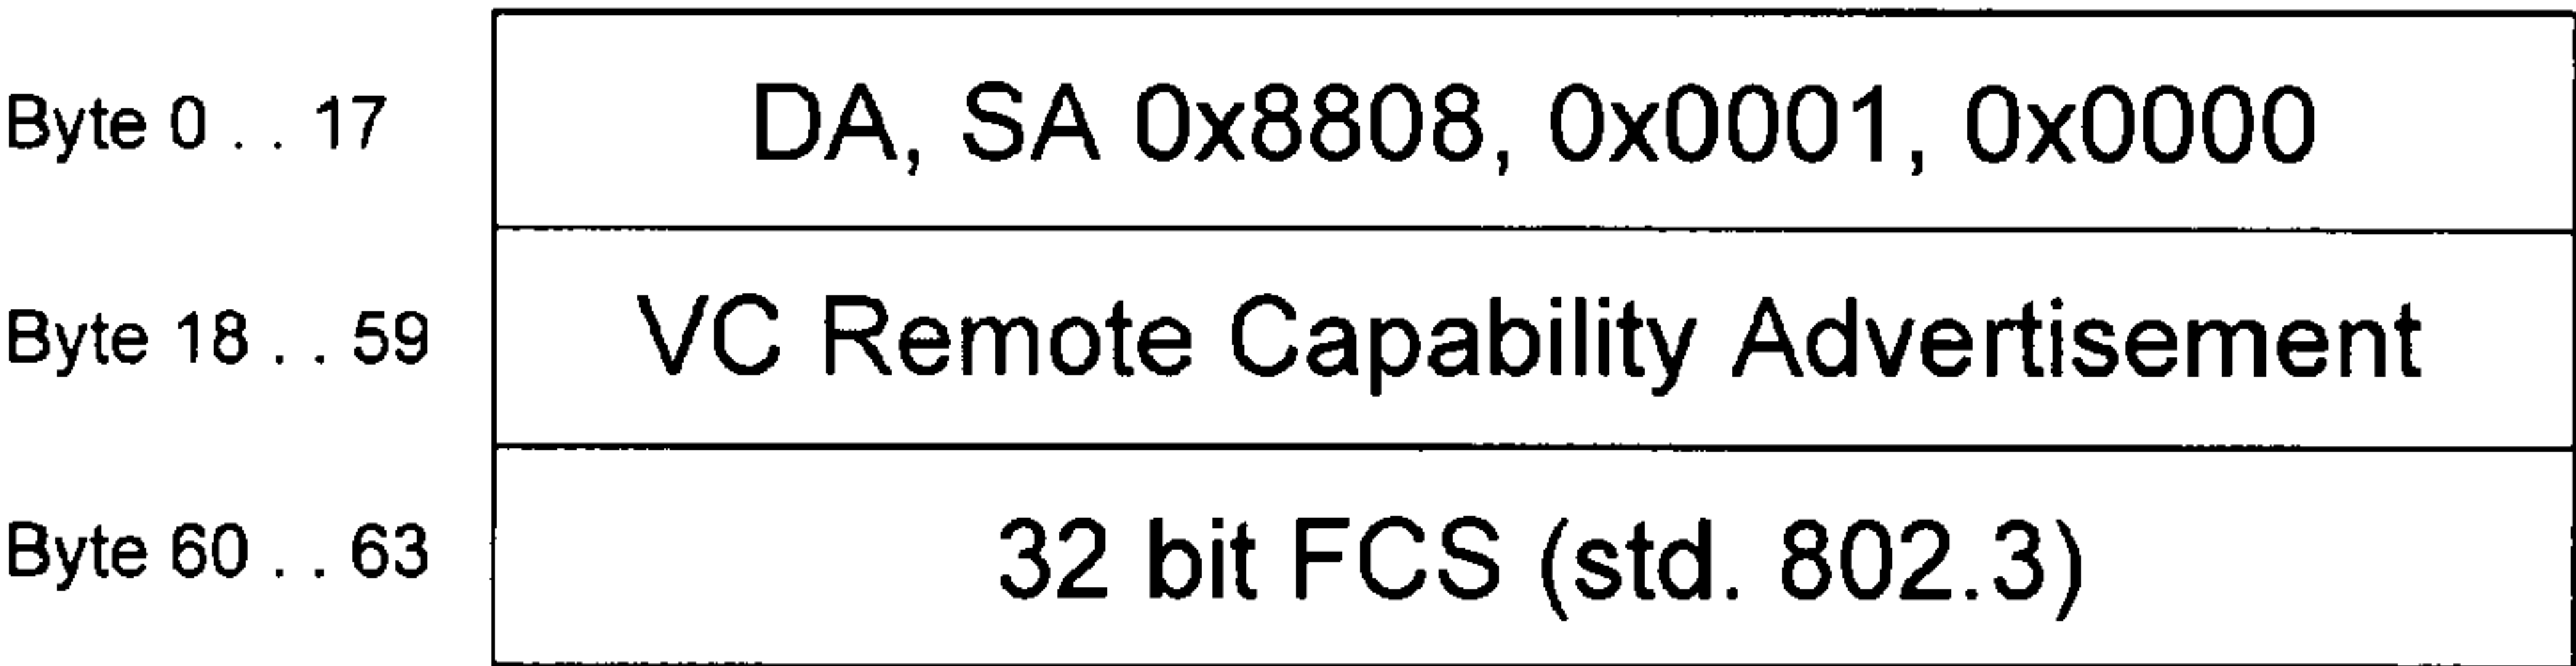 Byte 0 . . 17 DA, SA 0x8808, 0x0001, 0x0000
Byte 18 . . 59 VC Remote Capability Advertisement
Byte 60 . . 63 32 bit FCS (std. 802.3)